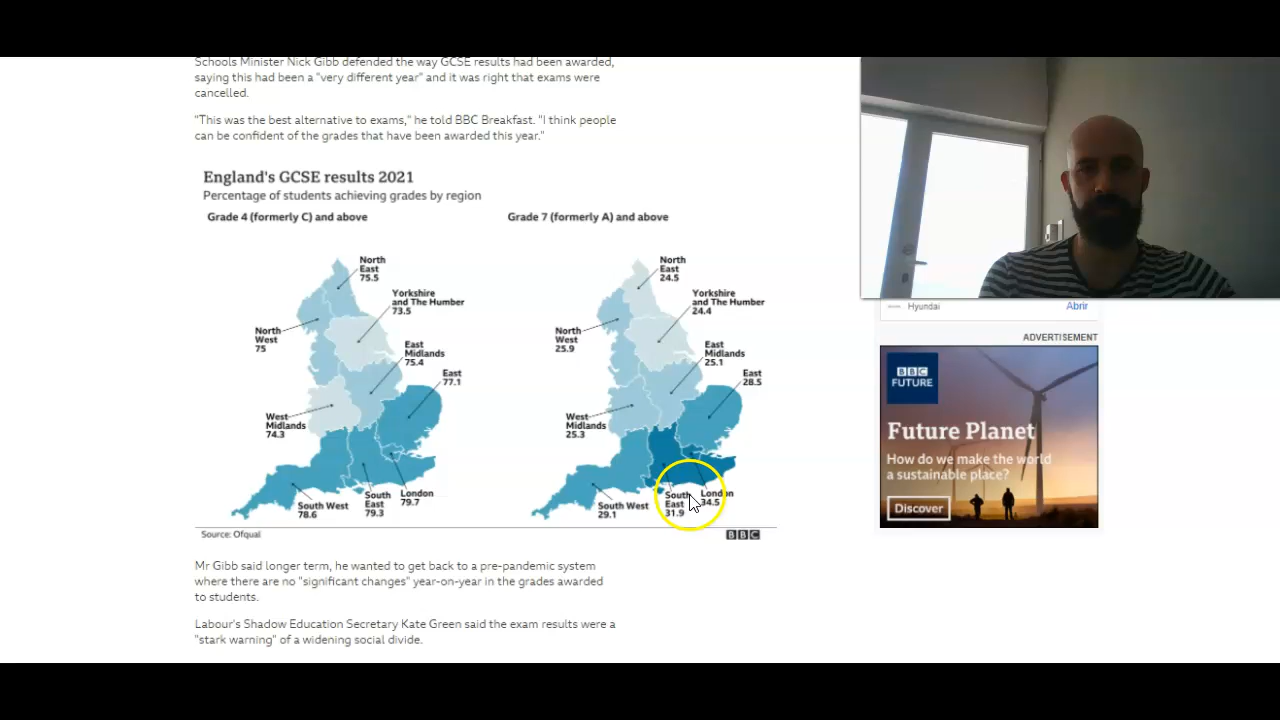 Schools Minister Nick Gibb defended the way GCSE results had been awarded,
saying this had been a "very different year" and it was right that exams were
cancelled.
"This was the best alternative to exams," he told BBC Breakfast. "I think people
can be confident of the grades that have been awarded this year."
England's GCSE results 2021
Percentage of students achieving grades by region
Grade 4 (formerly C) and above
North
East
75.5
Yorkshire
and The Humber
73.5
North
West
75
East
Midlands
75.4
East
77.1
West
Midlands
74.3
South West
78.6
South
East
79.3
London
79.7
Grade 7 (formerly A) and above
North
East
24.5
Yorkshire
and The Humber
24.4
North
West
25.9
East
Midlands
25.1
East
28.5
West
Midlands
25.3
South West
29.1
South
East
31.9
London
34.5
Source: Ofqual
BBC
Mr Gibb said longer term, he wanted to get back to a pre-pandemic system
where there are no "significant changes" year-on-year in the grades awarded
to students.
Labour's Shadow Education Secretary Kate Green said the exam results were a
"stark warning" of a widening social divide.
Hyundai
Abrir
ADVERTISEMENT
BBC
FUTURE
Future Planet
How do we make the world
a sustainable place?
Discover